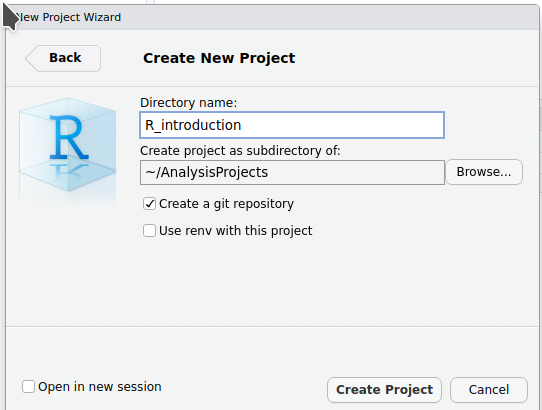 New Project Wizard
Back
Create New Project
Directory name:
R_introduction
Create project as subdirectory of:
~/AnalysisProjects
Browse...
R
Create a git repository
Use renv with this project
Open in new session
Create Project
Cancel